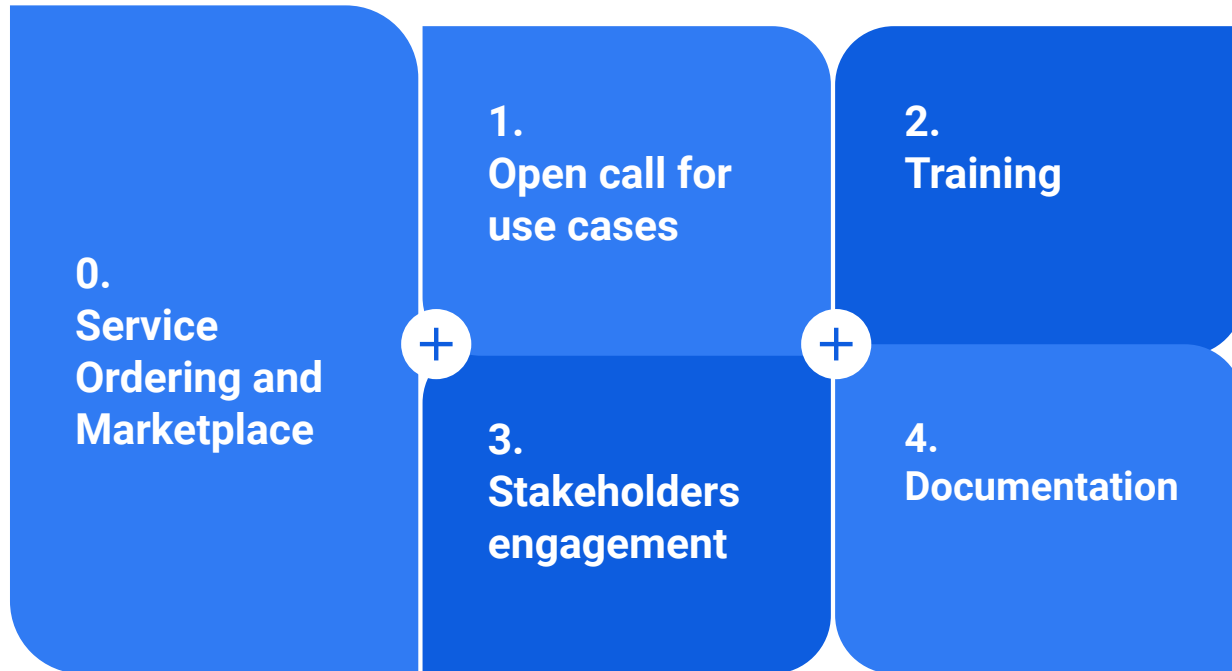 0.
Service
Ordering and
Marketplace
1.
Open call for
use cases
2.
Training
3.
Stakeholders
engagement
4.
Documentation